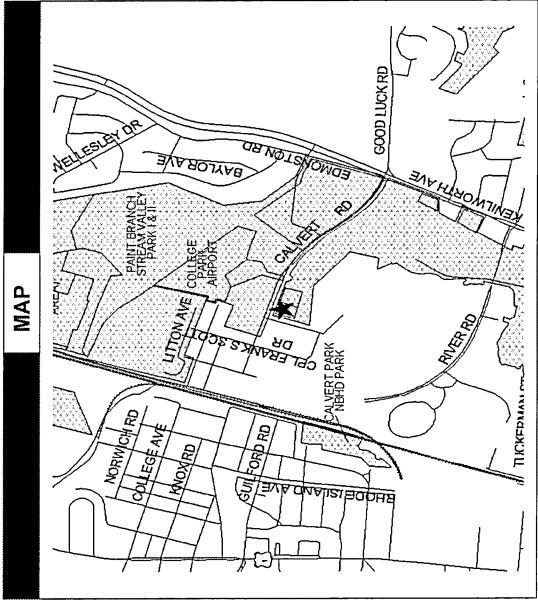 MAP
WELLESLEY DR
BAYLOR AVE
EDMONSTON RD
GOOD LUCK RD
KENILWORTH AVE
PAINT BRANCH
STREAM VALLEY
PARK I & II
COLLEGE
PARK
AIRPORT
CALVERT
RD
LITTON AVE
CPL FRANK S SCOTT
DR
CALVERT PARK
NBHD PARK
RIVER RD
NORWICH RD
COLLEGE AVE
KNOX RD
GUILFORD RD
RHODE ISLAND AVE